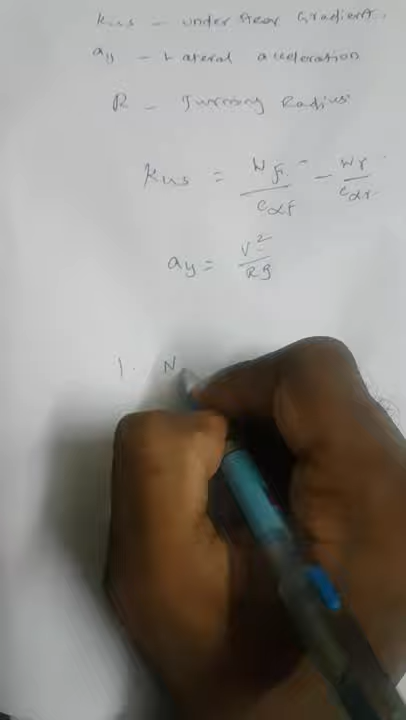 Kus - under steer Gradient.
ay - Lateral acceleration
R - Turning Radius
Kus = Wf / Cαf - Wr / Cαr
ay = V² / Rg
1. N